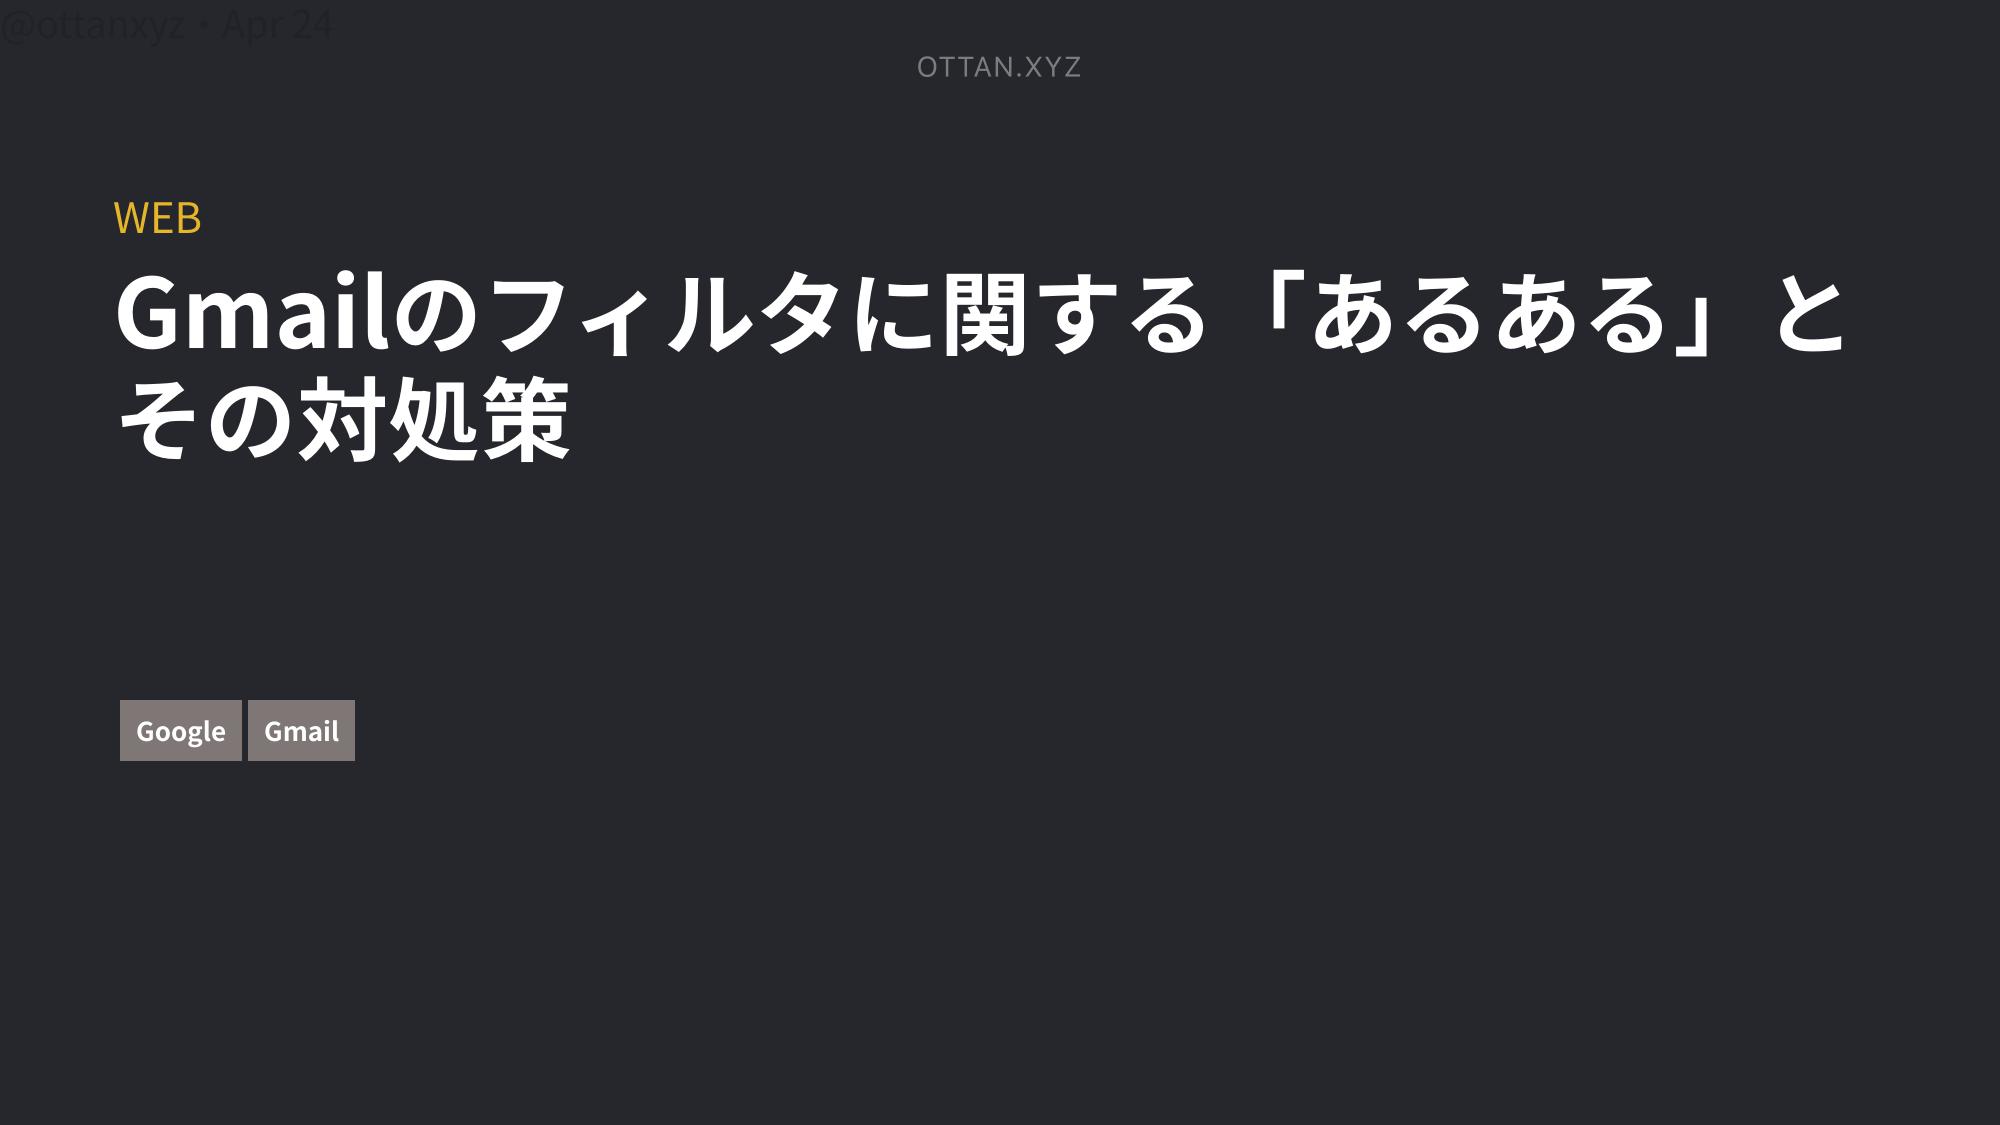 @ottanxyz・Apr 24
OTTAN.XYZ
WEB
Gmailのフィルタに関する「あるある」と
その対処策
Google Gmail